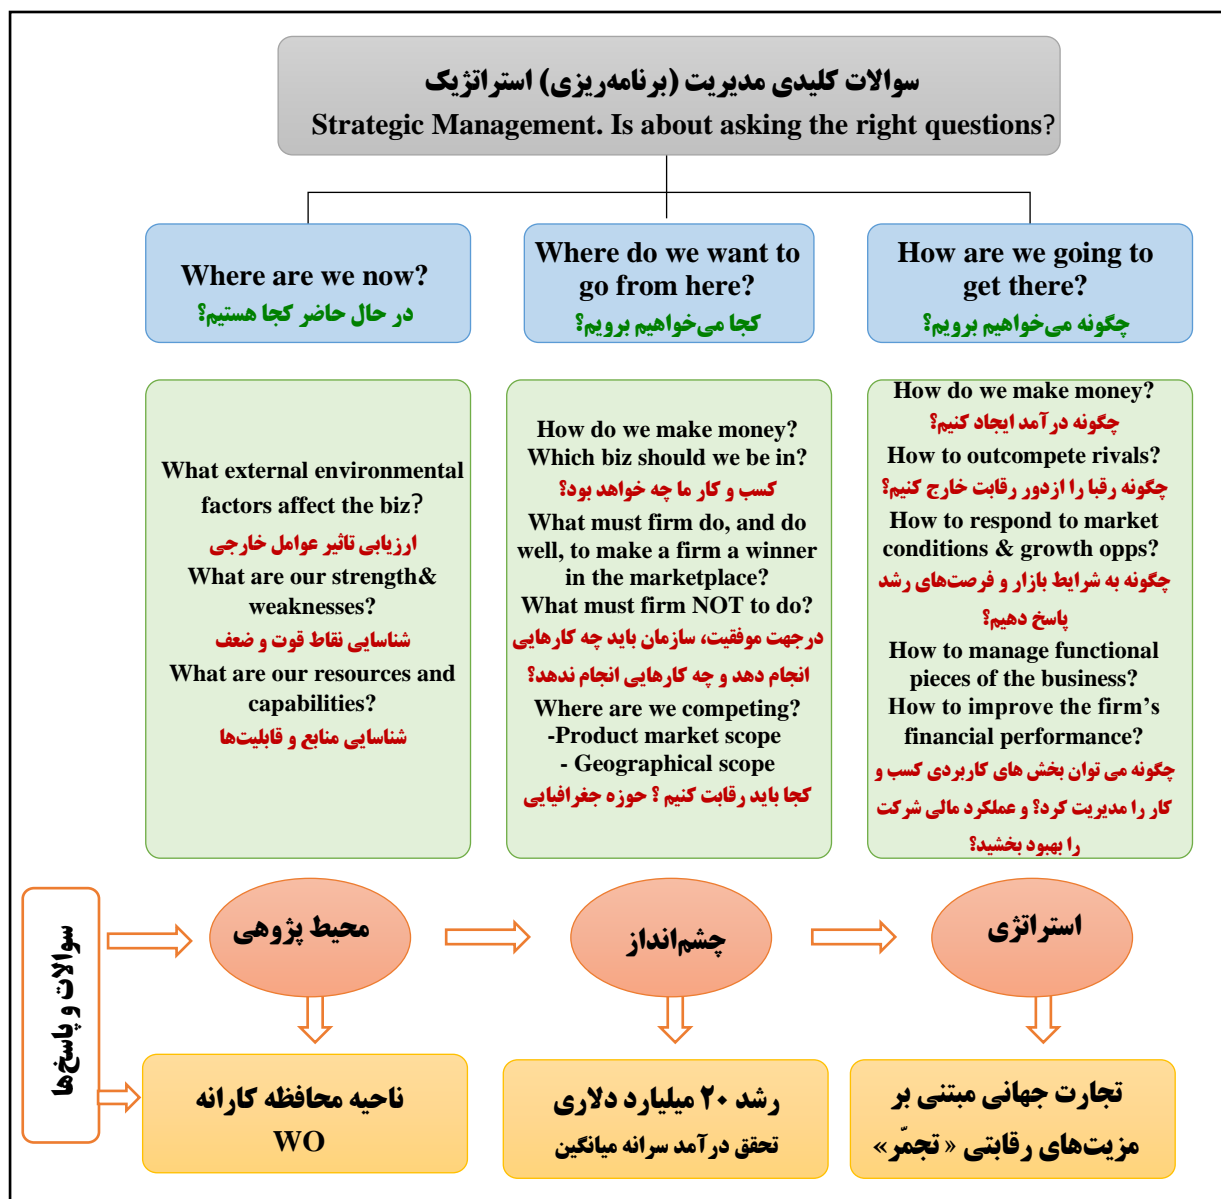 سوالات کلیدی مدیریت (برنامه‌ریزی) استراتژیک
Strategic Management. Is about asking the right questions?
Where are we now?
در حال حاضر کجا هستیم؟
Where do we want to
go from here?
کجا می‌خواهیم برویم؟
How are we going to
get there?
چگونه می‌خواهیم برویم؟
What external environmental
factors affect the biz?
ارزیابی تاثیر عوامل خارجی
What are our strength&
weaknesses?
شناسایی نقاط قوت و ضعف
What are our resources and
capabilities?
شناسایی منابع و قابلیت‌ها
How do we make money?
Which biz should we be in?
کسب و کار ما چه خواهد بود؟
What must firm do, and do
well, to make a firm a winner
in the marketplace?
What must firm NOT to do?
درجهت موفقیت، سازمان باید چه کارهایی
انجام دهد و چه کارهایی انجام ندهد؟
Where are we competing?
-Product market scope
- Geographical scope
کجا باید رقابت کنیم ؟ حوزه جغرافیایی
How do we make money?
چگونه درآمد ایجاد کنیم؟
How to outcompete rivals?
چگونه رقبا را ازدور رقابت خارج کنیم؟
How to respond to market
conditions & growth opps?
چگونه به شرایط بازار و فرصت‌های رشد
پاسخ دهیم؟
How to manage functional
pieces of the business?
How to improve the firm’s
financial performance?
چگونه می توان بخش های کاربردی کسب و
کار را مدیریت کرد؟ و عملکرد مالی شرکت
را بهبود بخشید؟
سوالات و پاسخ‌ها
محیط پژوهی
چشم‌انداز
استراتژی
ناحیه محافظه کارانه
WO
رشد ۲۰ میلیارد دلاری
تحقق درآمد سرانه میانگین
تجارت جهانی مبتنی بر
مزیت‌های رقابتی « تجمّر»